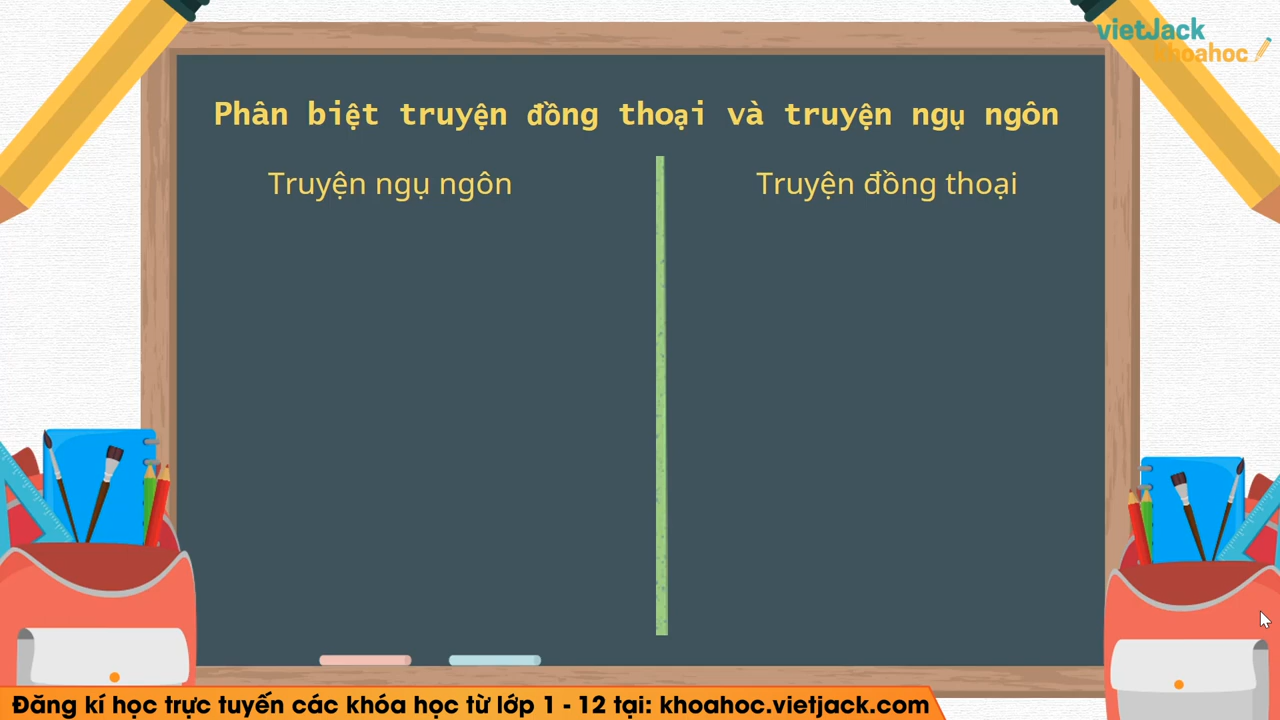 vietJack
khoahoc
Phân biệt truyện đồng thoại và truyện ngụ ngôn
Truyện ngụ ngôn
Truyện đồng thoại
Đăng kí học trực tuyến các khóa học từ lớp 1 - 12 tại: khoahoc.vietjack.com